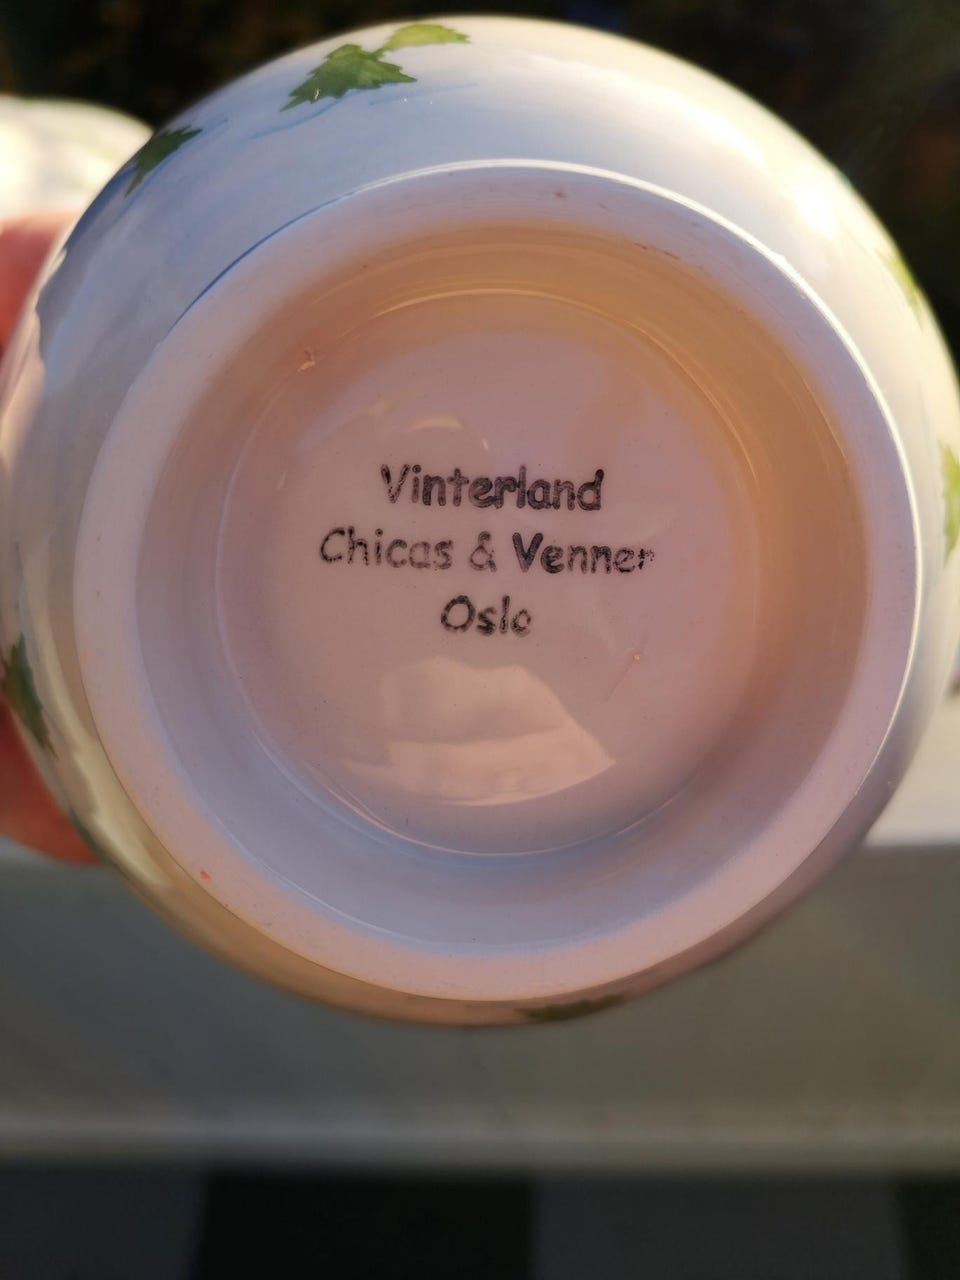 Vinterland
Chicas & Venner
Oslo